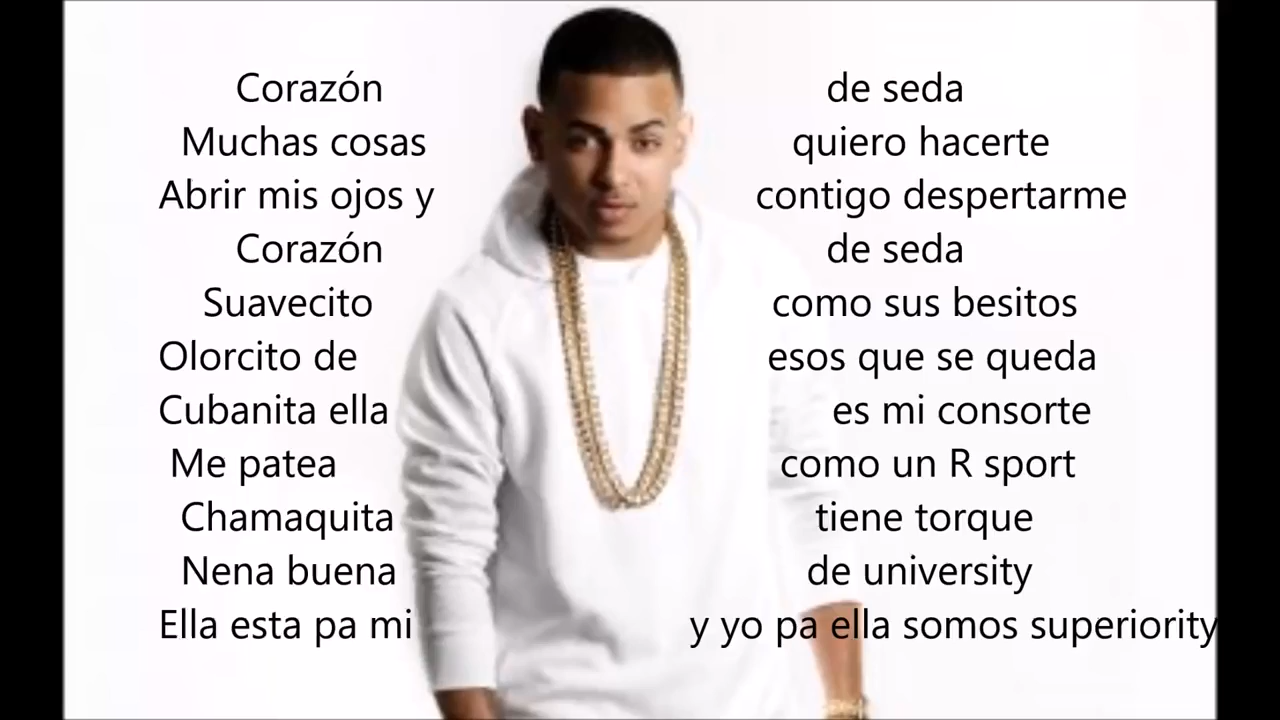 Corazón de seda
Muchas cosas quiero hacerte
Abrir mis ojos y contigo despertarme
Corazón de seda
Suavecito como sus besitos
Olorcito de esos que se queda
Cubanita ella es mi consorte
Me patea como un R sport
Chamaquita tiene torque
Nena buena de university
Ella esta pa mi y yo pa ella somos superiority